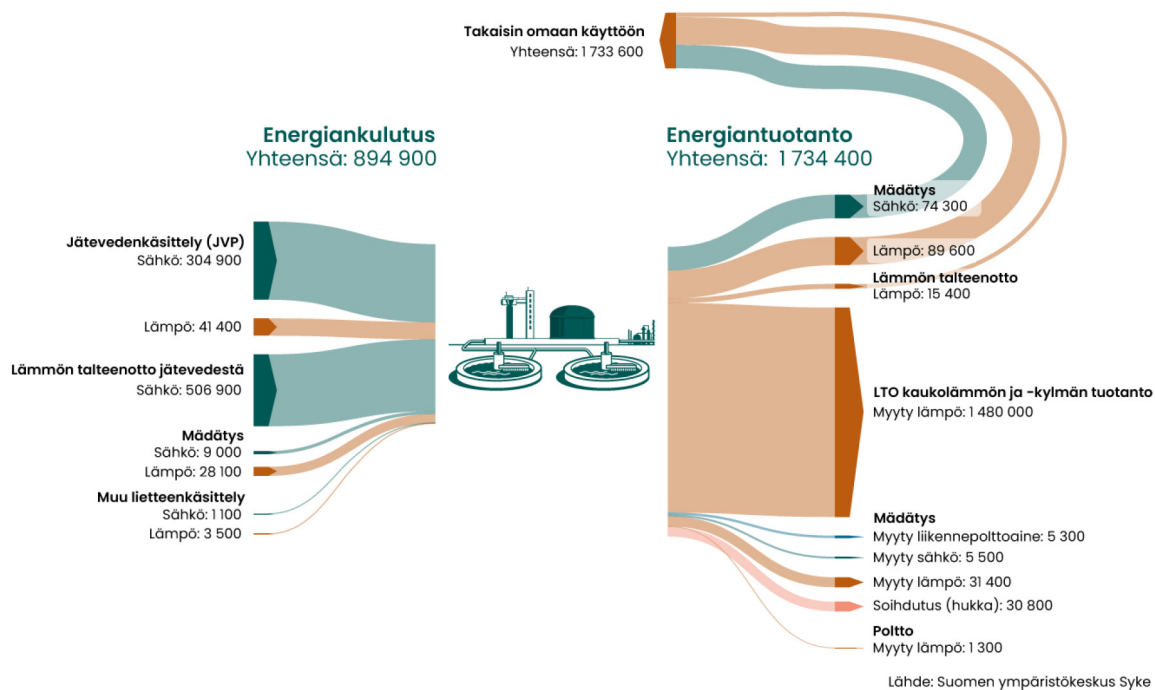 Takaisin omaan käyttöön
Yhteensä: 1 733 600
Energiankulutus
Yhteensä: 894 900
Energiantuotanto
Yhteensä: 1 734 400
Jätevedenkäsittely (JVP)
Sähkö: 304 900
Lämpö: 41 400
Lämmön talteenotto jätevedestä
Sähkö: 506 900
Mädätys
Sähkö: 9 000
Lämpö: 28 100
Muu lietteenkäsittely
Sähkö: 1 100
Lämpö: 3 500
Mädätys
Sähkö: 74 300
Lämpö: 89 600
Lämmön talteenotto
Lämpö: 15 400
LTO kaukolämmön ja -kylmän tuotanto
Myyty lämpö: 1 480 000
Mädätys
Myyty liikennepolttoaine: 5 300
Myyty sähkö: 5 500
Myyty lämpö: 31 400
Soihdutus (hukka): 30 800
Poltto
Myyty lämpö: 1 300
Lähde: Suomen ympäristökeskus Syke